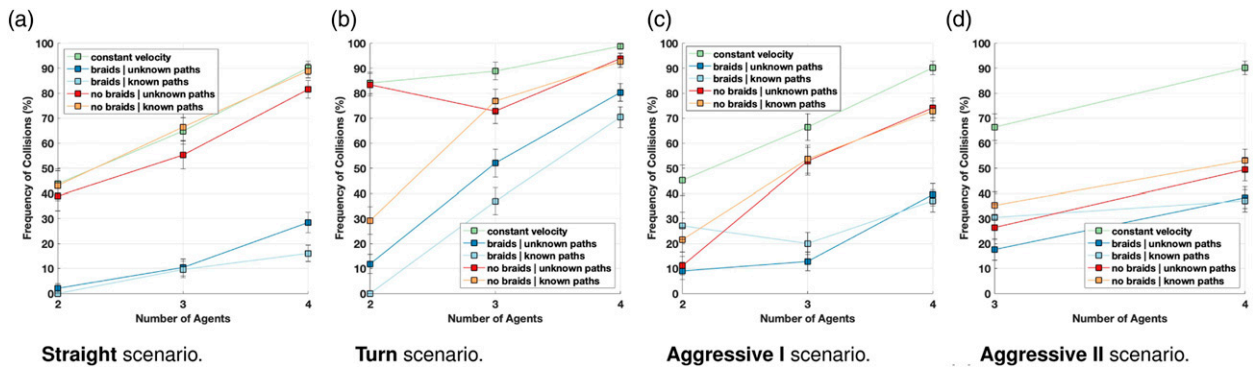 (a)
Frequency of Collisions (%)
100
90
80
70
60
50
40
30
20
10
0
constant velocity
braids | unknown paths
braids | known paths
no braids | unknown paths
no braids | known paths
2
3
4
Number of Agents
Straight scenario.
(b)
Frequency of Collisions (%)
100
90
80
70
60
50
40
30
20
10
0
constant velocity
braids | unknown paths
braids | known paths
no braids | unknown paths
no braids | known paths
2
3
4
Number of Agents
Turn scenario.
(c)
Frequency of Collisions (%)
100
90
80
70
60
50
40
30
20
10
0
constant velocity
braids | unknown paths
braids | known paths
no braids | unknown paths
no braids | known paths
2
3
4
Number of Agents
Aggressive I scenario.
(d)
Frequency of Collisions (%)
100
90
80
70
60
50
40
30
20
10
0
constant velocity
braids | unknown paths
braids | known paths
no braids | unknown paths
no braids | known paths
3
4
Number of Agents
Aggressive II scenario.